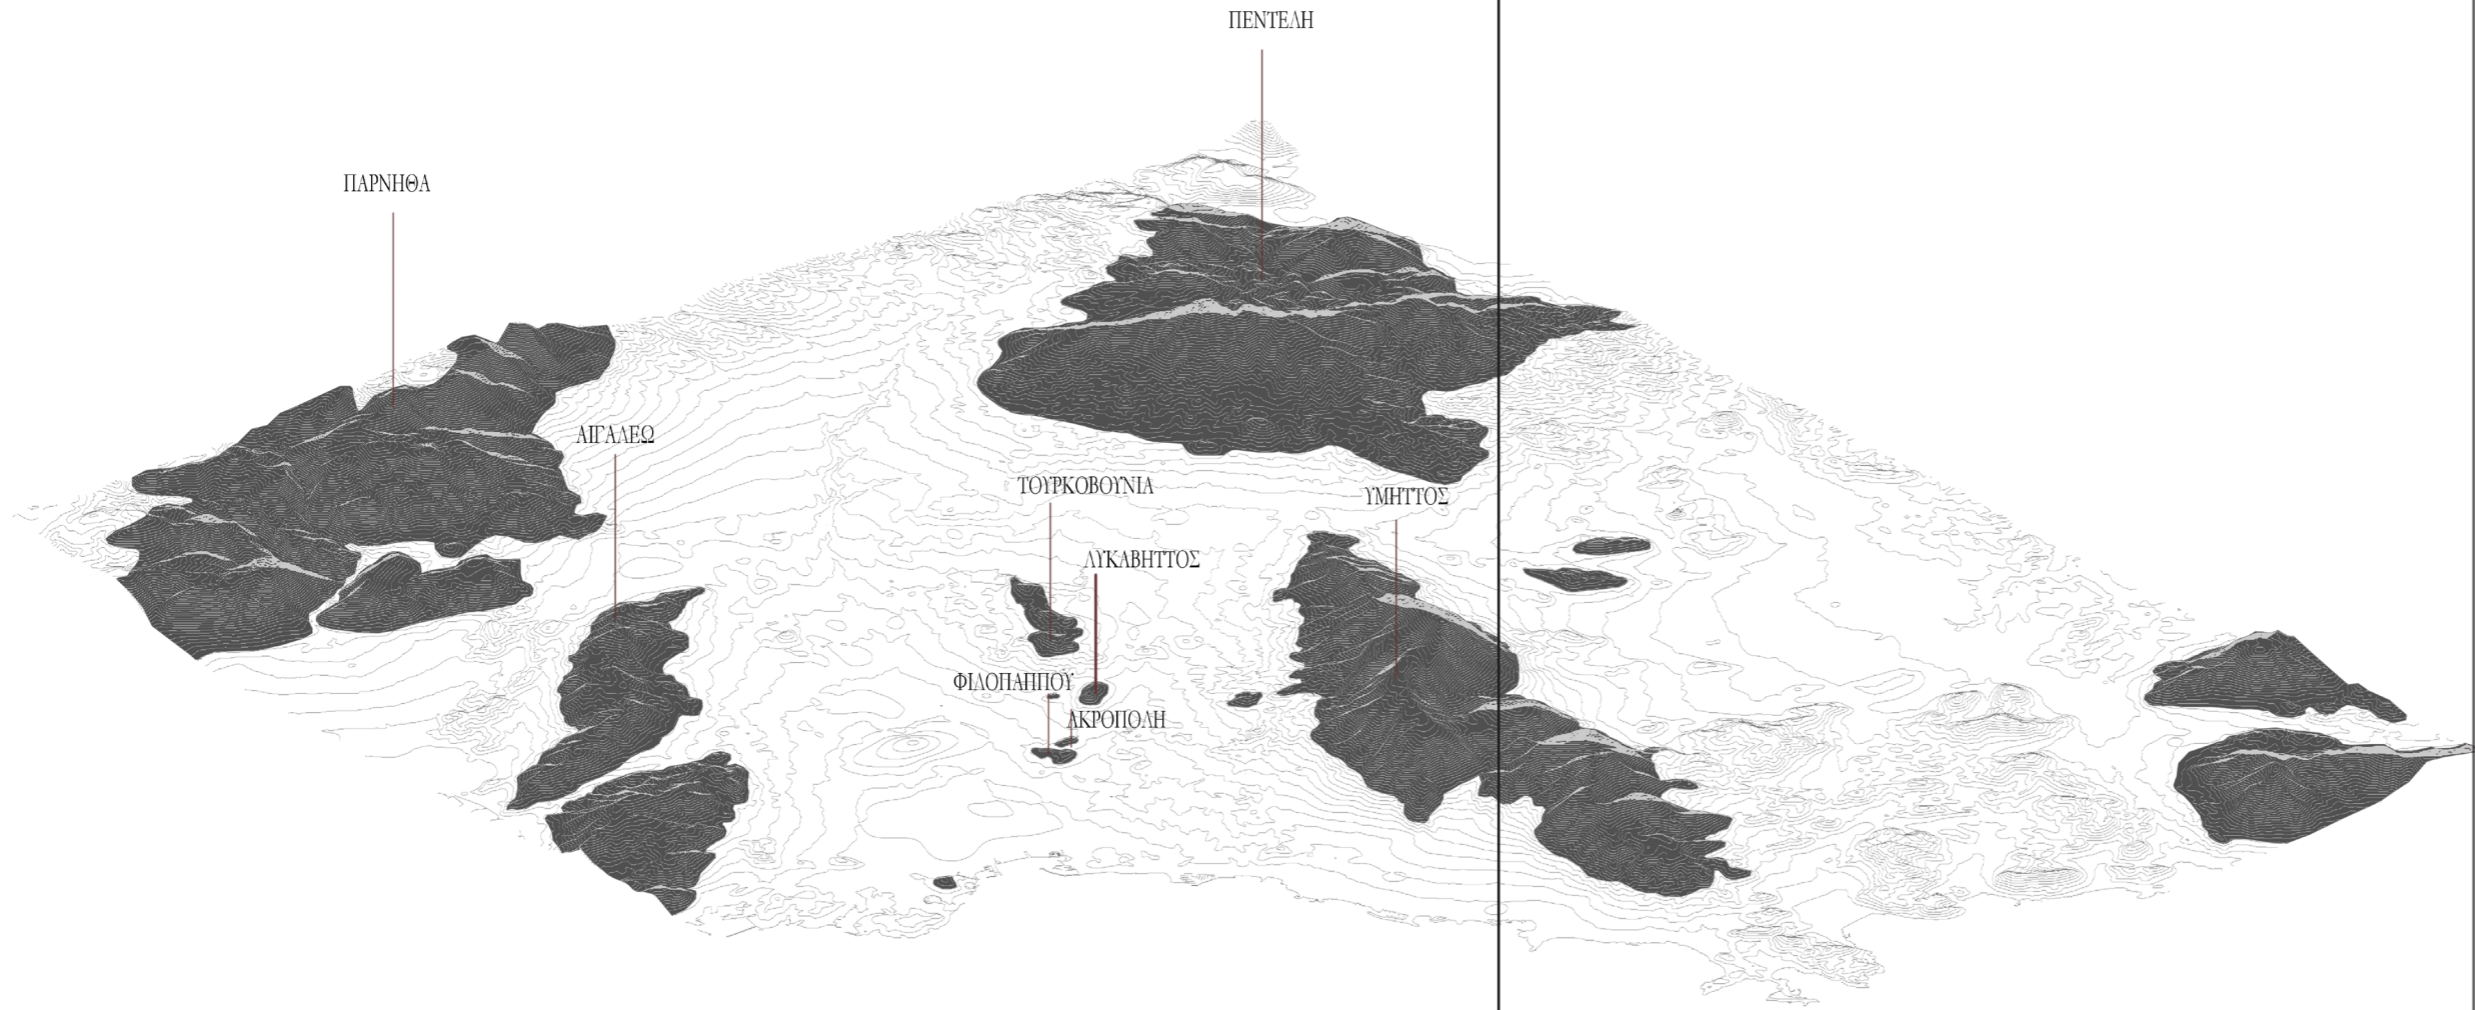 ΠΕΝΤΕΛΗ
ΠΑΡΝΗΘΑ
ΑΙΓΑΛΕΩ
ΤΟΥΡΚΟΒΟΥΝΙΑ
ΥΜΗΤΤΟΣ
ΛΥΚΑΒΗΤΤΟΣ
ΦΙΛΟΠΑΠΠΟΥ
ΑΚΡΟΠΟΛΗ